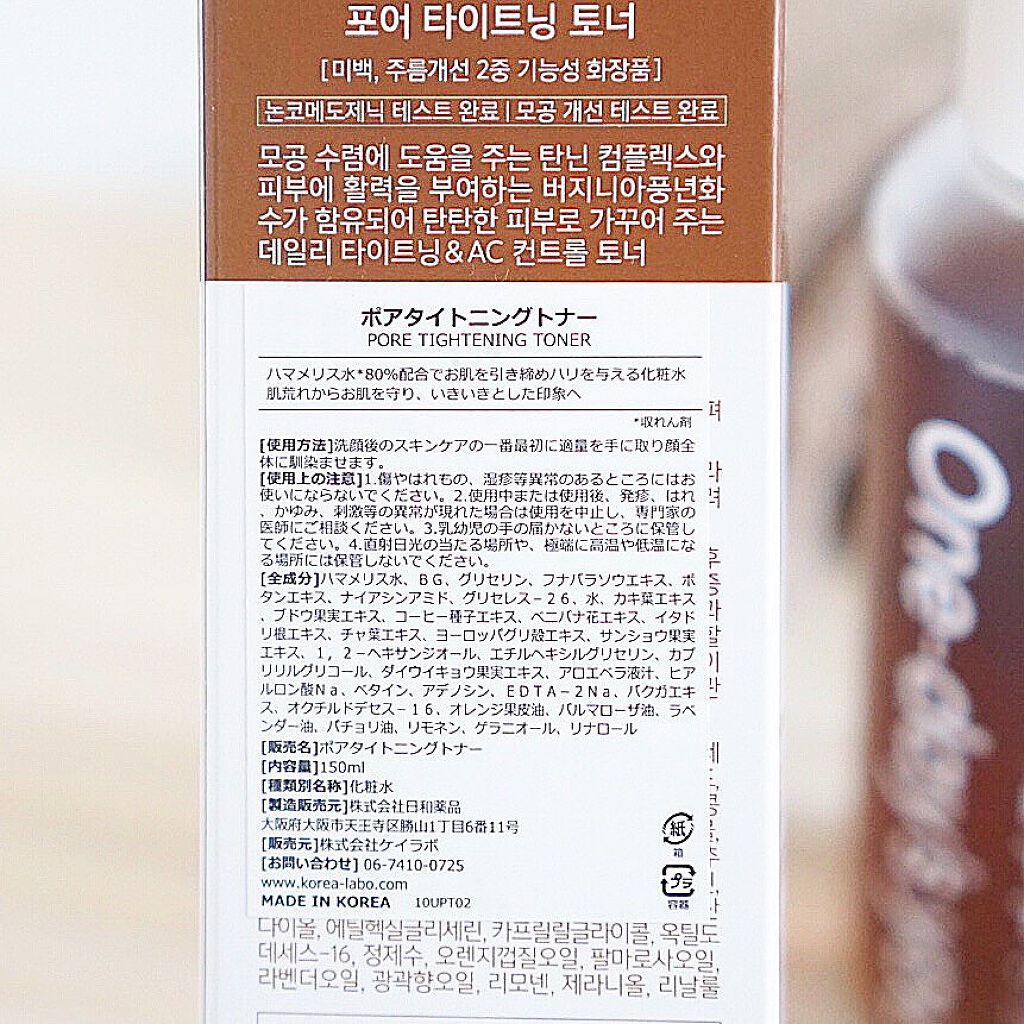 포어 타이트닝 토너
[미백, 주름개선 2중 기능성 화장품]
논코메도제닉 테스트 완료 | 모공 개선 테스트 완료
모공 수렴에 도움을 주는 탄닌 컴플렉스와
피부에 활력을 부여하는 버지니아풍년화
수가 함유되어 탄탄한 피부로 가꾸어 주는
데일리 타이트닝&AC 컨트롤 토너
ポアタイトニングトナー
PORE TIGHTENING TONER
ハマメリス水*80%配合でお肌を引き締めハリを与える化粧水
肌荒れからお肌を守り、いきいきとした印象へ
*収れん剤
[使用方法]洗顔後のスキンケアの一番最初に適量を手に取り顔全
体に馴染ませます。
[使用上の注意]1.傷やはれもの、湿疹等異常のあるところにはお
使いにならないでください。2.使用中または使用後、発疹、はれ
、かゆみ、刺激等の異常が現れた場合は使用を中止し、専門家の
医師にご相談ください。3.乳幼児の手の届かないところに保管し
てください。4.直射日光の当たる場所や、極端に高温や低温にな
る場所には保管しないでください。
[全成分]ハマメリス水、BG、グリセリン、フナバラソウエキス、ボ
タンエキス、ナイアシンアミド、グリセレス-26、水、カキ葉エキス
、ブドウ果実エキス、コーヒー種子エキス、ベニバナ花エキス、イタド
リ根エキス、チャ葉エキス、ヨーロッパグリ殻エキス、サンショウ果実
エキス、1,2-ヘキサンジオール、エチルヘキシルグリセリン、カプ
リリルグリコール、ダイウイキョウ果実エキス、アロエベラ液汁、ヒア
ルロン酸Na、ベタイン、アデノシン、EDTA-2Na、バクガエキ
ス、オクチルドデセス-16、オレンジ果皮油、パルマローザ油、ラベ
ンダー油、パチョリ油、リモネン、ゲラニオール、リナロール
[販売名]ポアタイトニングトナー
[内容量]150ml
[種類別名称]化粧水
[製造販売元]株式会社日和薬品
大阪府大阪市天王寺区勝山1丁目6番11号
[販売元]株式会社ケイラボ
[お問い合わせ] 06-7410-0725
www.korea-labo.com
MADE IN KOREA 10UPT02
紙
箱
プラ
容器
다이올, 에틸헥실글리세린, 카프릴릴글라이콜, 옥틸도
데세스-16, 정제수, 오렌지껍질오일, 팔마로사오일,
라벤더오일, 광곽향오일, 리모넨, 제라니올, 리날룰
One-day's you